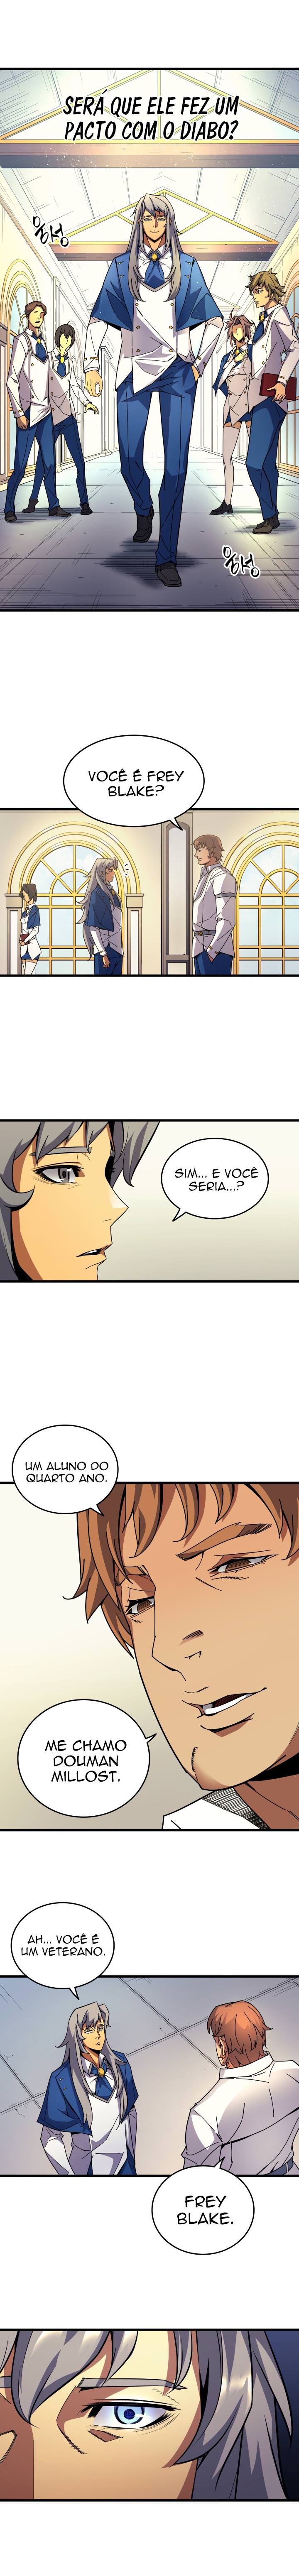 SERÁ QUE ELE FEZ UM
PACTO COM O DIABO?
웅성
웅성
VOCÊ É FREY
BLAKE?
SIM... E VOCÊ
SERIA...?
UM ALUNO DO
QUARTO ANO.
ME CHAMO
DOUMAN
MILLOST.
AH... VOCÊ É
UM VETERANO.
FREY
BLAKE.